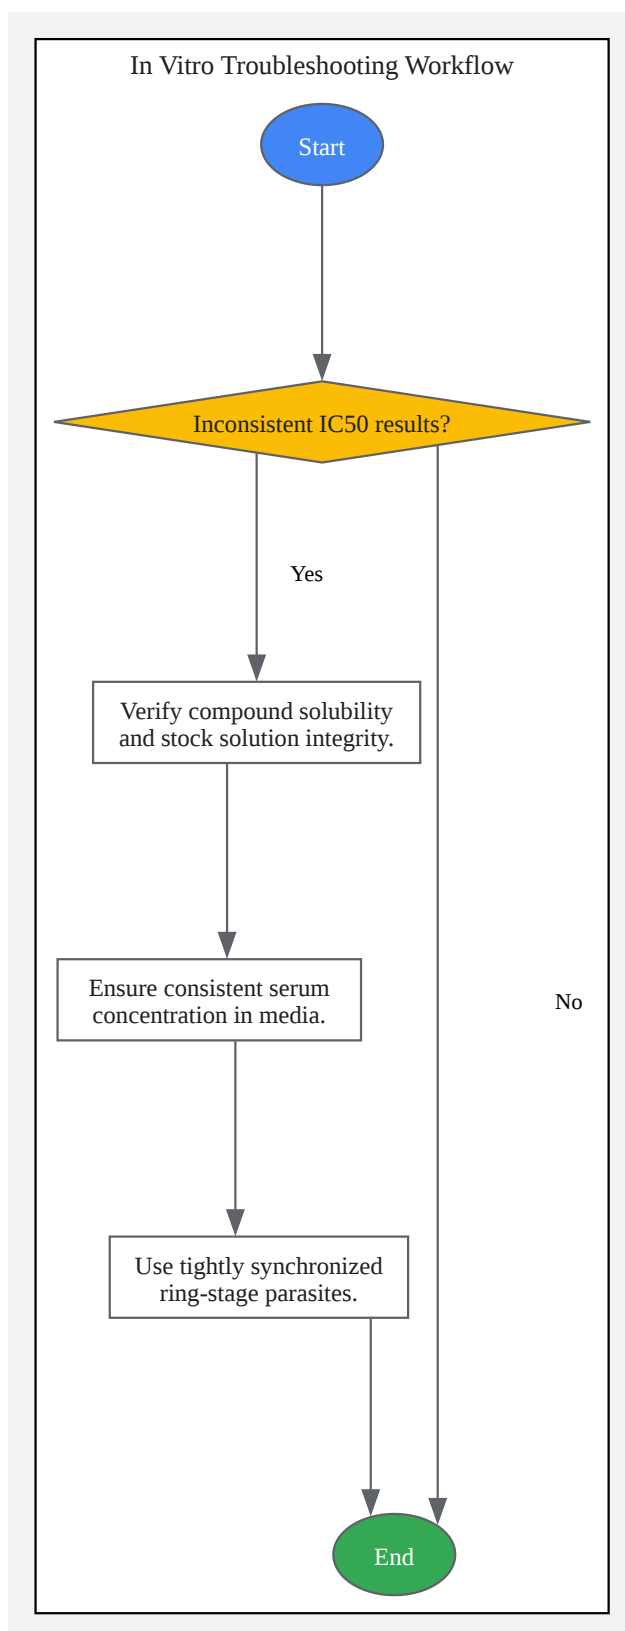 In Vitro Troubleshooting Workflow
Start
Inconsistent IC50 results?
Yes
Verify compound solubility
and stock solution integrity.
Ensure consistent serum
concentration in media.
No
Use tightly synchronized
ring-stage parasites.
End